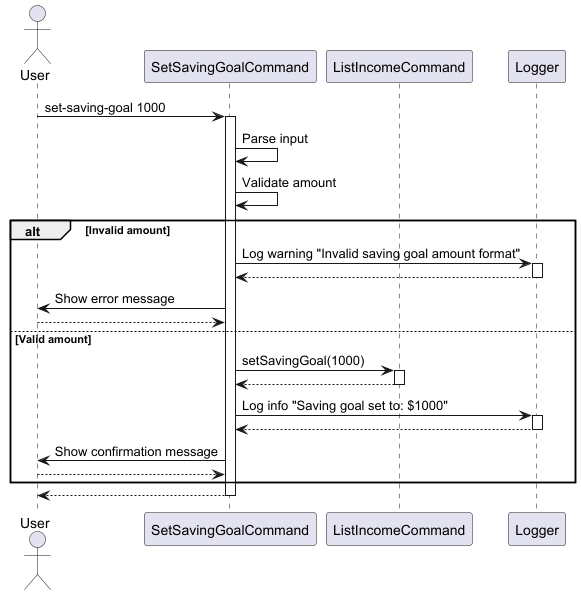 User
SetSavingGoalCommand
ListIncomeCommand
Logger
set-saving-goal 1000
Parse input
Validate amount
alt
[Invalid amount]
Log warning "Invalid saving goal amount format"
Show error message
[Valid amount]
setSavingGoal(1000)
Log info "Saving goal set to: $1000"
Show confirmation message
User
SetSavingGoalCommand
ListIncomeCommand
Logger